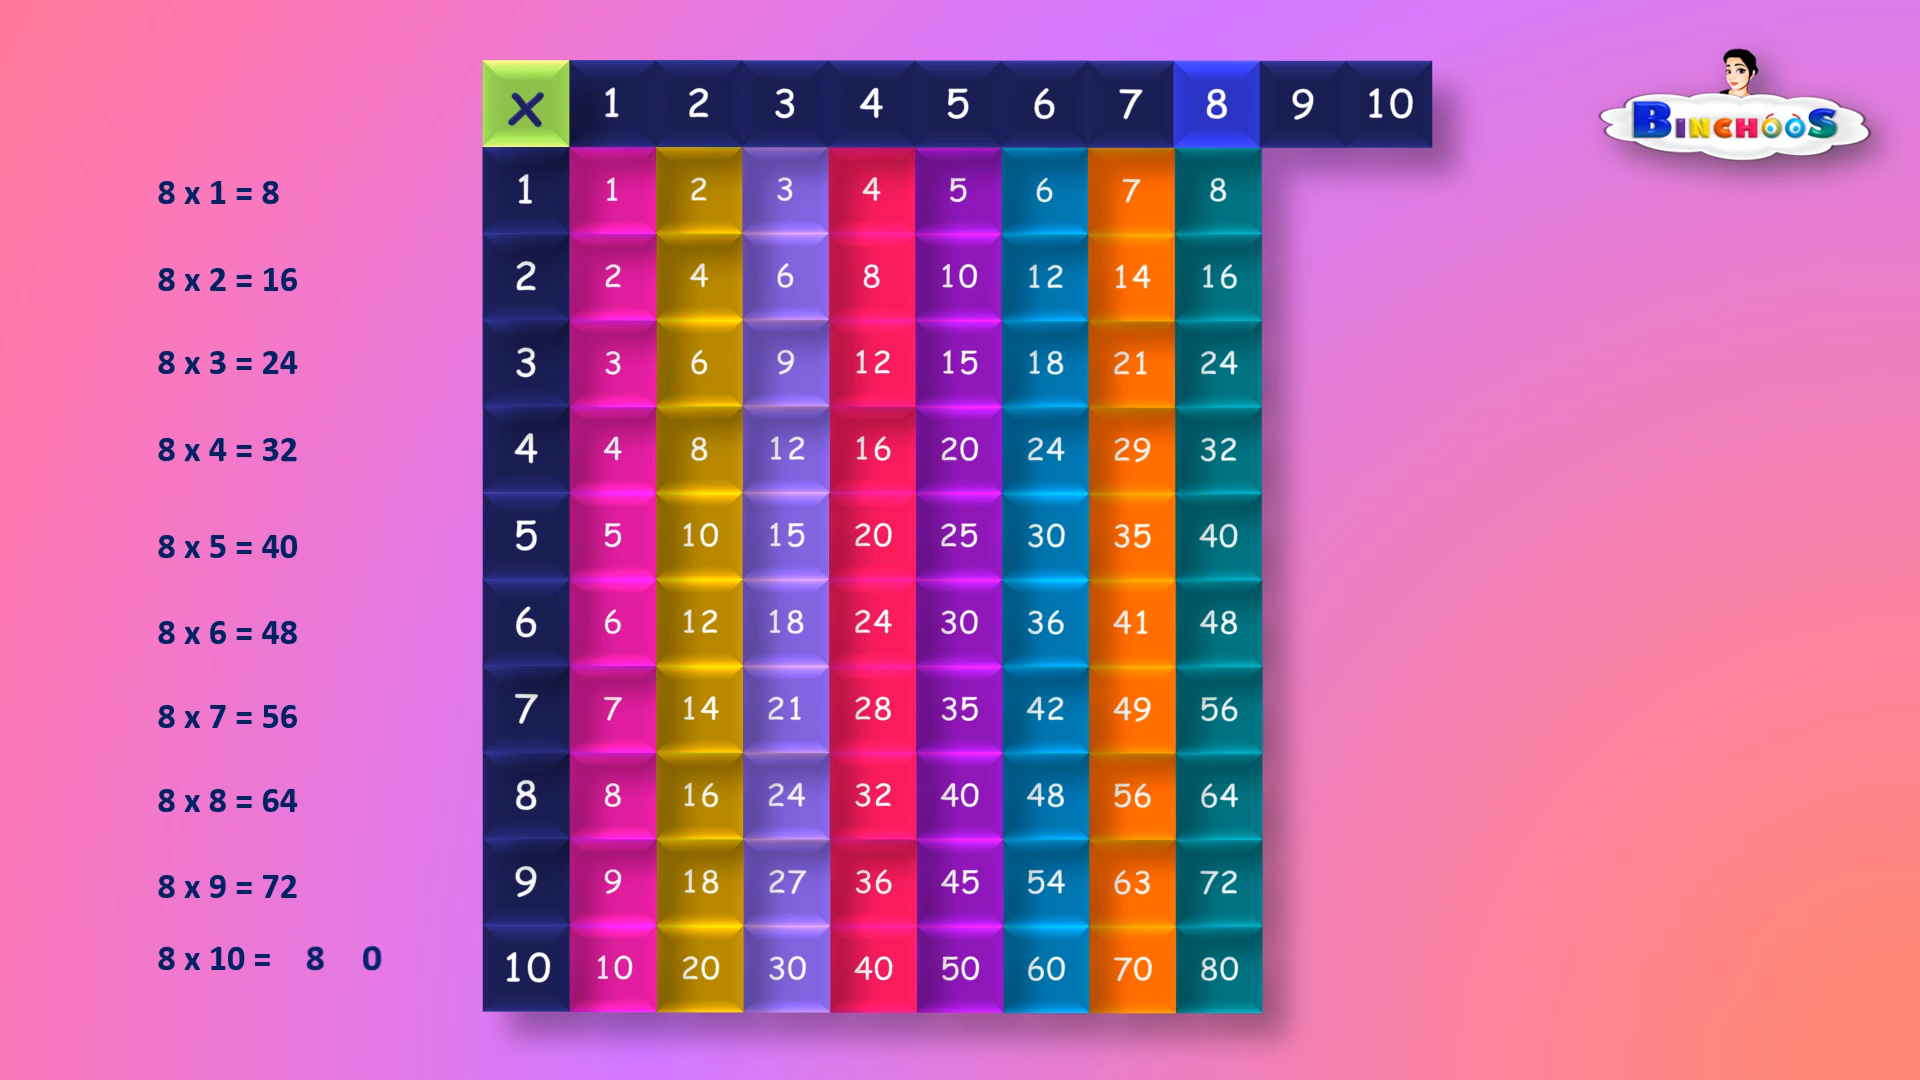 x 1 2 3 4 5 6 7 8 9 10
BINCHOOS
8 x 1 = 8
1 1 2 3 4 5 6 7 8
8 x 2 = 16
2 2 4 6 8 10 12 14 16
8 x 3 = 24
3 3 6 9 12 15 18 21 24
8 x 4 = 32
4 4 8 12 16 20 24 29 32
8 x 5 = 40
5 5 10 15 20 25 30 35 40
8 x 6 = 48
6 6 12 18 24 30 36 41 48
8 x 7 = 56
7 7 14 21 28 35 42 49 56
8 x 8 = 64
8 8 16 24 32 40 48 56 64
8 x 9 = 72
9 9 18 27 36 45 54 63 72
8 x 10 = 8 0
10 10 20 30 40 50 60 70 80